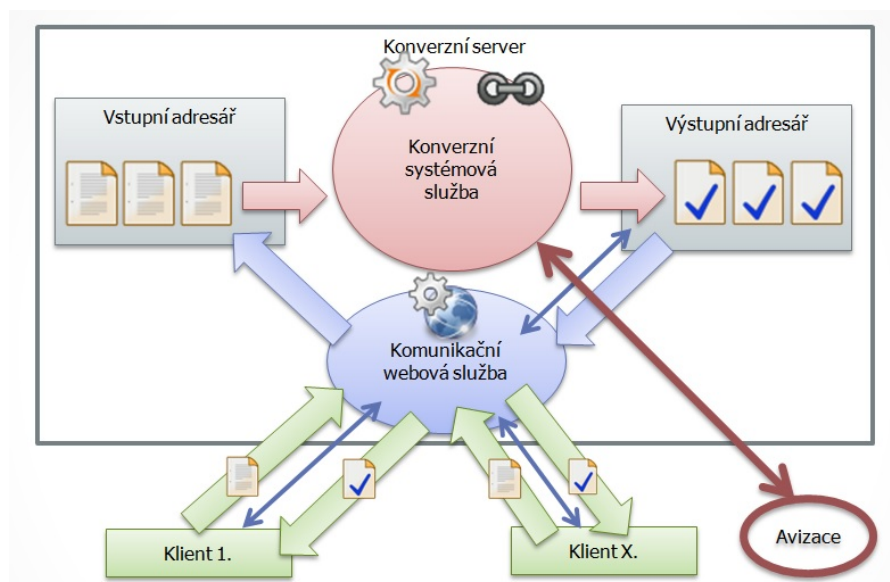 Konverzní server
Vstupní adresář
Konverzní
systémová
služba
Výstupní adresář
Komunikační
webová služba
Klient 1.
Klient X.
Avizace